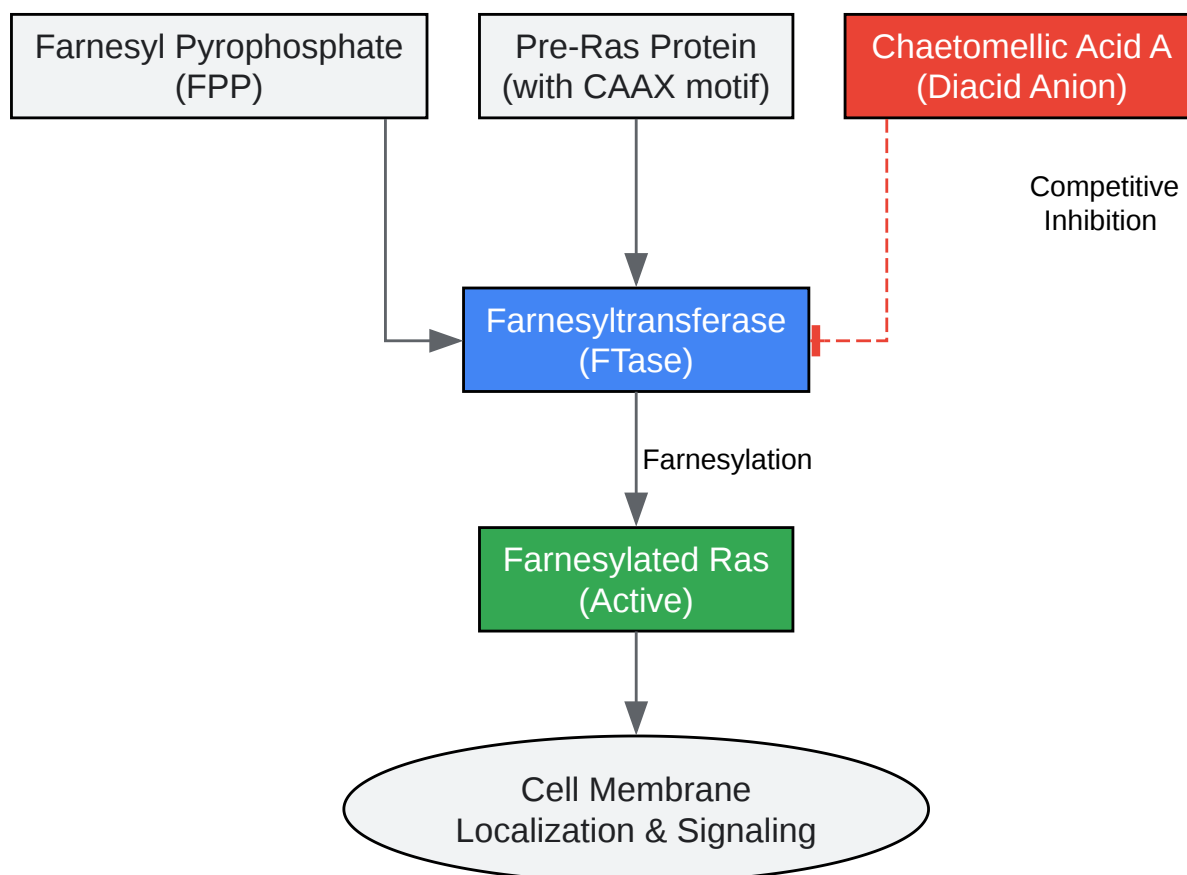 Farnesyl Pyrophosphate
(FPP)
Pre-Ras Protein
(with CAAX motif)
Chaetomellic Acid A
(Diacid Anion)
Competitive
Inhibition
Farnesyltransferase
(FTase)
Farnesylation
Farnesylated Ras
(Active)
Cell Membrane
Localization & Signaling